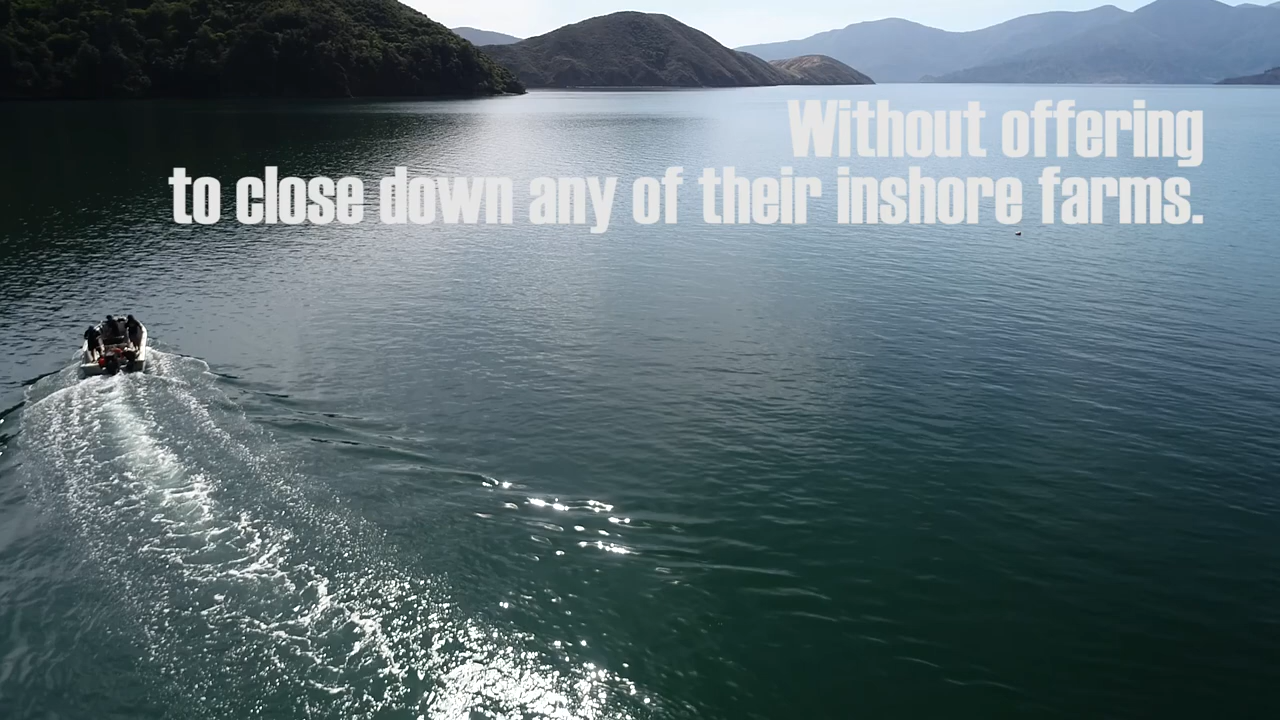 Without offering
to close down any of their inshore farms.